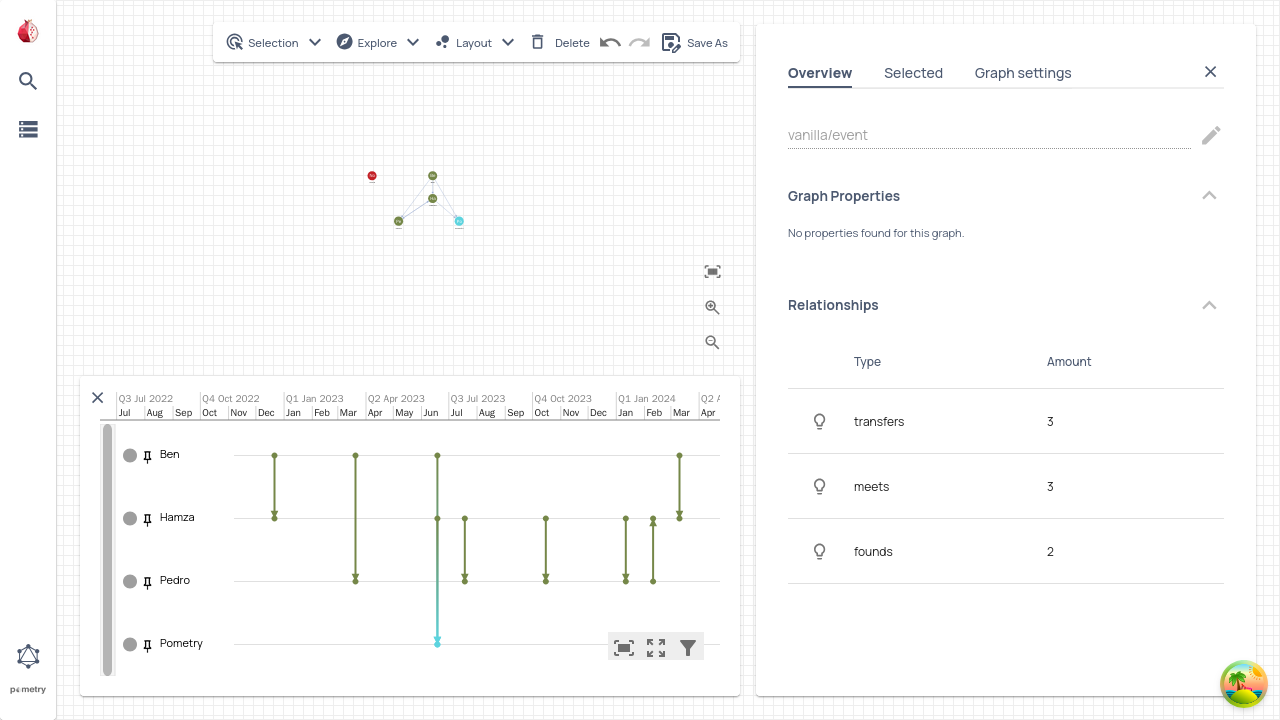 Selection Explore Layout Delete Save As
Overview Selected Graph settings
vanilla/event
Graph Properties
No properties found for this graph.
Relationships
Type Amount
transfers 3
meets 3
founds 2
Q3 Jul 2022 Q4 Oct 2022 Q1 Jan 2023 Q2 Apr 2023 Q3 Jul 2023 Q4 Oct 2023 Q1 Jan 2024 Q2 A
Jul Aug Sep Oct Nov Dec Jan Feb Mar Apr May Jun Jul Aug Sep Oct Nov Dec Jan Feb Mar Apr
Ben
Hamza
Pedro
Pometry
pometry